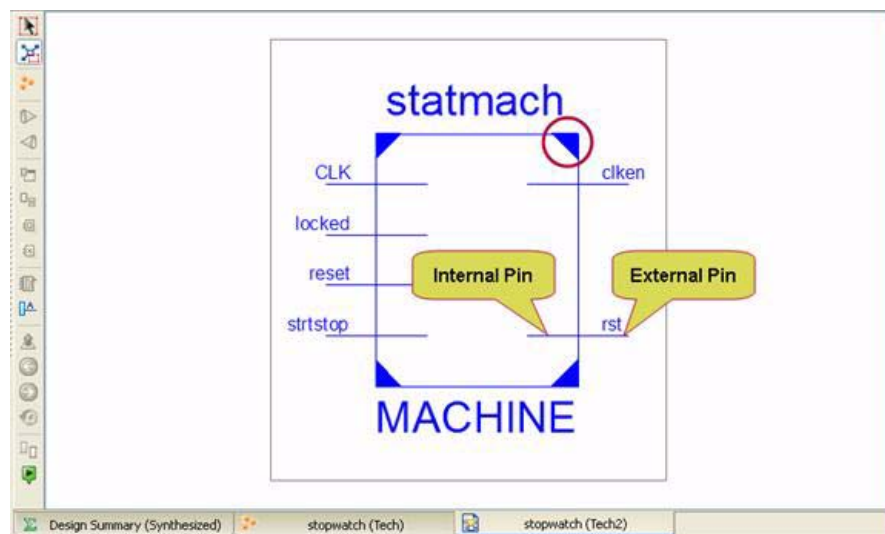 statmach
CLK
clken
locked
reset
Internal Pin
External Pin
strtstop
rst
MACHINE
Design Summary (Synthesized)
stopwatch (Tech)
stopwatch (Tech2)